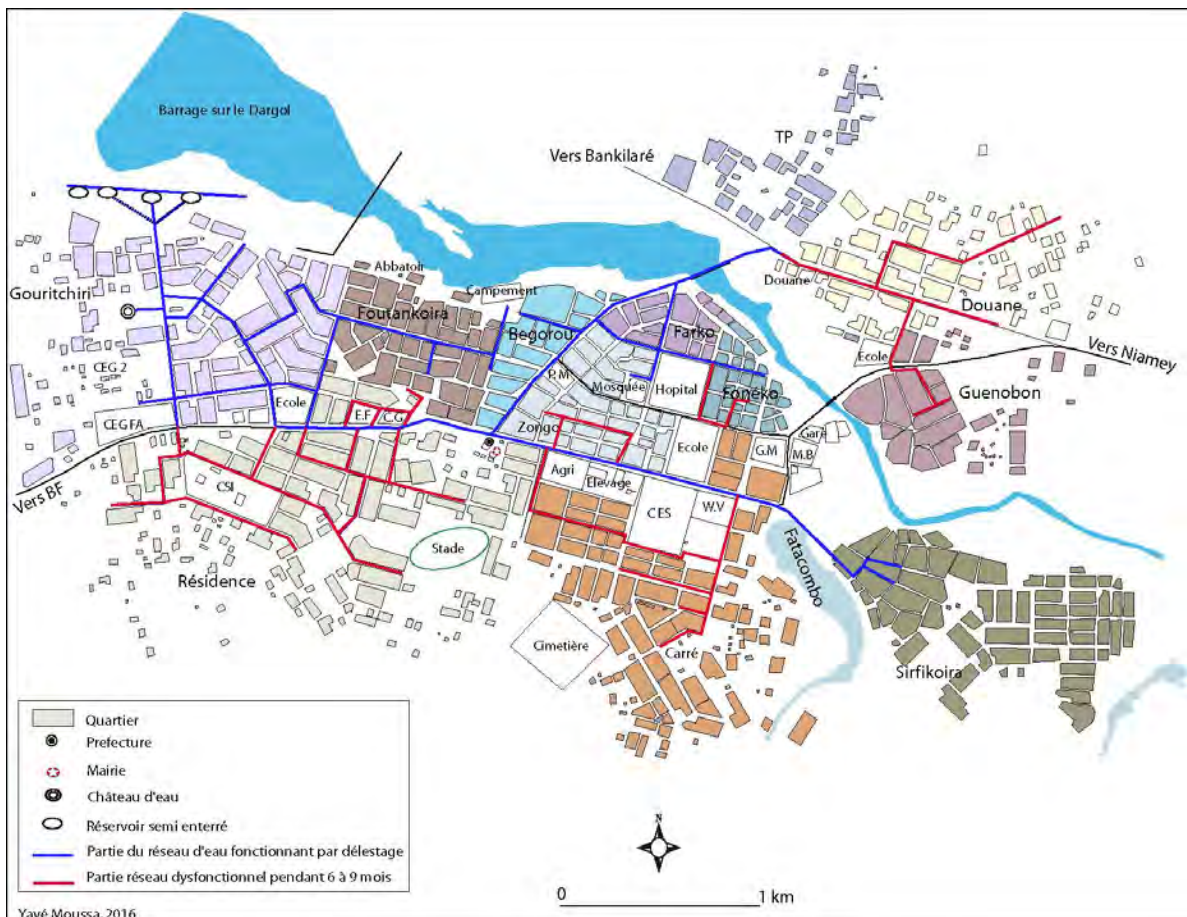 Barrage sur le Dargol
TP
Vers Bankilaré
Abbatoir
Douane
Gouritchiri
Campement
Douane
Foutankoira
Begorou
Farko
Vers Niamey
Ecole
CEG 2
P.M.
Mosquée
Hopital
Fonéko
Guenobon
Ecole
E.F
C.G
CEGFA
Zongo
Ecole
G.M
Gare
M.B
Vers BF
CSI
Agri
Elevage
CES
W.V
Stade
Fatacombo
Résidence
Cimetière
Carré
Sirfikoira
Quartier
Prefecture
Mairie
Château d'eau
Réservoir semi enterré
Partie du réseau d'eau fonctionnant par délestage
Partie réseau dysfonctionnel pendant 6 à 9 mois
N
0 1 km
Yayé Moussa, 2016